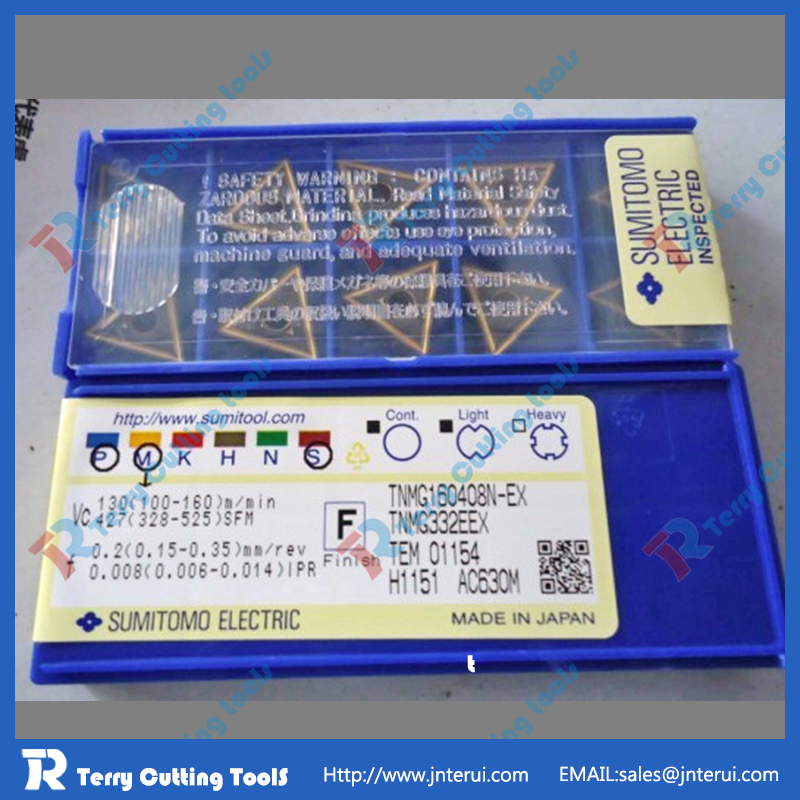 ! SAFETY WARNING : CONTAINS HA
ZAROOUS MATERIAL.. Read Material Safety
Data Sheet.Grinding produces hazardour dust.
To avoid adverse effects use eye protection,
machine guard, and adequate ventilation.
SUMITOMO
ELECTRIC
INSPECTED
http://www.sumitool.com
P M K H N S
Cont. Light Heavy
Vc 130(100-160)m/min
427(328-525)SFM
f 0.2(0.15-0.35)mm/rev
0.008(0.006-0.014)IPR
F
Finish
TNMG160408N-EX
TNMG332EEX
TEM 01154
H1151 AC630M
SUMITOMO ELECTRIC
MADE IN JAPAN
TR Terry Cutting Tools
Http://www.jnterui.com
EMAIL:sales@jnterui.com